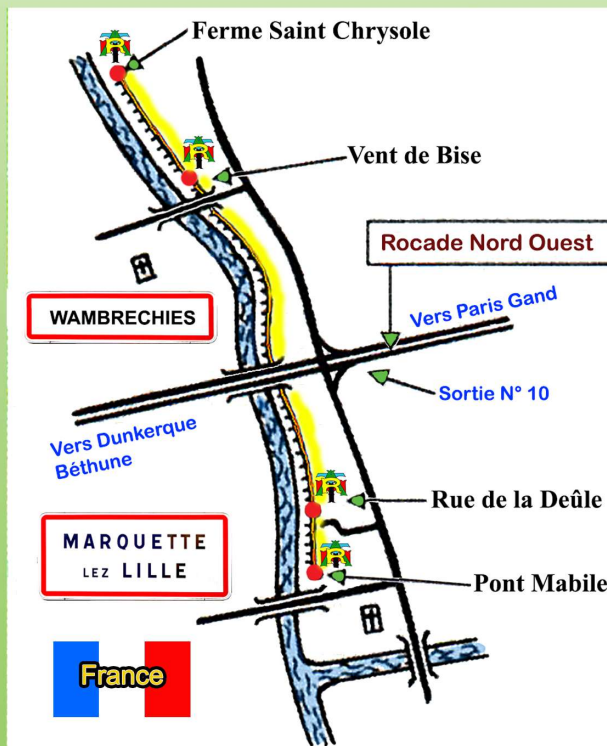 Ferme Saint Chrysole
Vent de Bise
Rocade Nord Ouest
WAMBRECHIES
Vers Paris Gand
Sortie N° 10
Vers Dunkerque
Béthune
Rue de la Deûle
MARQUETTE
LEZ LILLE
Pont Mabile
France